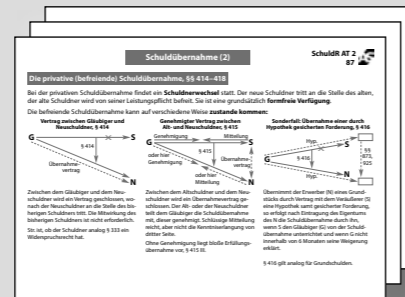 Schuldübernahme (2)
SchuldR AT 2
87
Die privative (befreiende) Schuldübernahme, §§ 414–418
Bei der privativen Schuldübernahme findet ein Schuldnerwechsel statt. Der neue Schuldner tritt an die Stelle des alten,
der alte Schuldner wird von seiner Leistungspflicht befreit. Sie ist eine grundsätzlich formfreie Verfügung.
Die befreiende Schuldübernahme kann auf verschiedene Weise zustande kommen:
Vertrag zwischen Gläubiger und
Neuschuldner, § 414
G
S
§ 414
Übernahme-
vertrag
N
Zwischen dem Gläubiger und dem Neu-
schuldner wird ein Vertrag geschlossen, wo-
nach der Neuschuldner an die Stelle des bis-
herigen Schuldners tritt. Die Mitwirkung des
bisherigen Schuldners ist nicht erforderlich.
Str. ist, ob der Schuldner analog § 333 ein
Widerspruchsrecht hat.
Genehmigter Vertrag zwischen
Alt- und Neuschuldner, § 415
Genehmigung
Mitteilung
G
S
§ 415
oder hier
Genehmigung
Übernahme-
vertrag
oder hier
Mitteilung
N
Zwischen dem Altschuldner und dem Neu-
schuldner wird ein Übernahmevertrag ge-
schlossen. Der Alt- oder der Neuschuldner
teilt dem Gläubiger die Schuldübernahme
mit, dieser genehmigt. Schlüssige Mitteilung
reicht, aber nicht die Kenntniserlangung von
dritter Seite.
Ohne Genehmigung liegt bloße Erfüllungs-
übernahme vor, § 415 III.
Sonderfall: Übernahme einer durch
Hypothek gesicherten Forderung, § 416
Hyp.
G
S
§ 416
§§
873,
925
Hyp.
N
Übernimmt der Erwerber (N) eines Grund-
stücks durch Vertrag mit dem Veräußerer (S)
eine Hypothek samt gesicherter Forderung,
so erfolgt nach Eintragung des Eigentums
des N die Schuldübernahme durch ihn,
wenn S den Gläubiger (G) von der Schuld-
übernahme unterrichtet und wenn G nicht
innerhalb von 6 Monaten seine Weigerung
erklärt.
§ 416 gilt analog für Grundschulden.